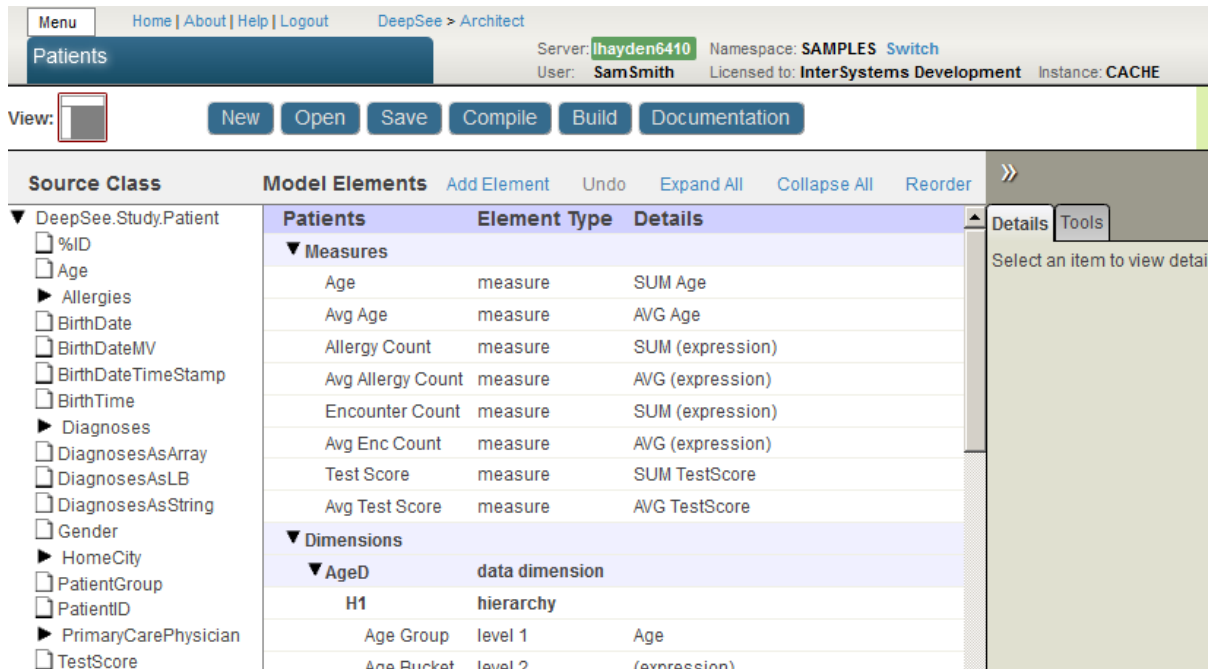 Menu Home | About | Help | Logout DeepSee > Architect
Patients
Server: lhayden6410 Namespace: SAMPLES Switch
User: SamSmith Licensed to: InterSystems Development Instance: CACHE
View: New Open Save Compile Build Documentation
Source Class
DeepSee.Study.Patient
%ID
Age
Allergies
BirthDate
BirthDateMV
BirthDateTimeStamp
BirthTime
Diagnoses
DiagnosesAsArray
DiagnosesAsLB
DiagnosesAsString
Gender
HomeCity
PatientGroup
PatientID
PrimaryCarePhysician
TestScore
Model Elements Add Element Undo Expand All Collapse All Reorder
Patients Element Type Details
Measures
Age measure SUM Age
Avg Age measure AVG Age
Allergy Count measure SUM (expression)
Avg Allergy Count measure AVG (expression)
Encounter Count measure SUM (expression)
Avg Enc Count measure AVG (expression)
Test Score measure SUM TestScore
Avg Test Score measure AVG TestScore
Dimensions
AgeD data dimension
H1 hierarchy
Age Group level 1 Age
Age Bucket level 2 (expression)
» 
Details Tools
Select an item to view detai